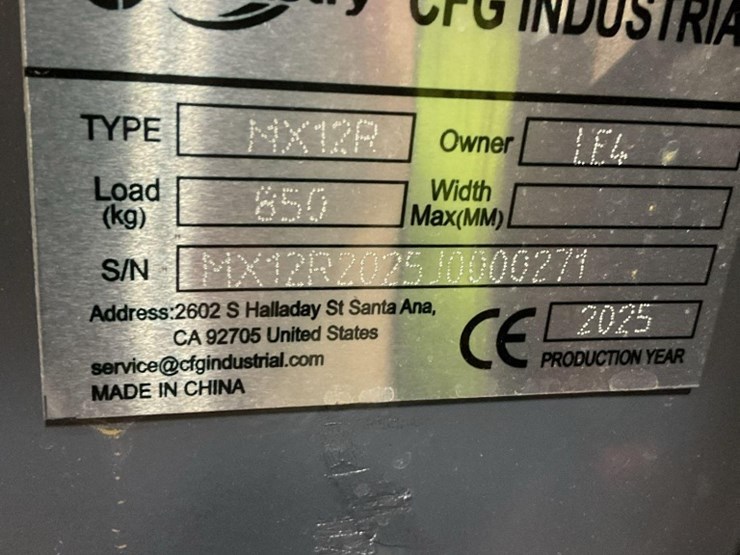 CFG INDUSTRIA
TYPE MX12R Owner LE4
Load (kg) 650 Width Max(MM)
S/N MX12R2025J0000271
Address:2602 S Halladay St Santa Ana,
CA 92705 United States
2025
service@cfgindustrial.com
CE PRODUCTION YEAR
MADE IN CHINA